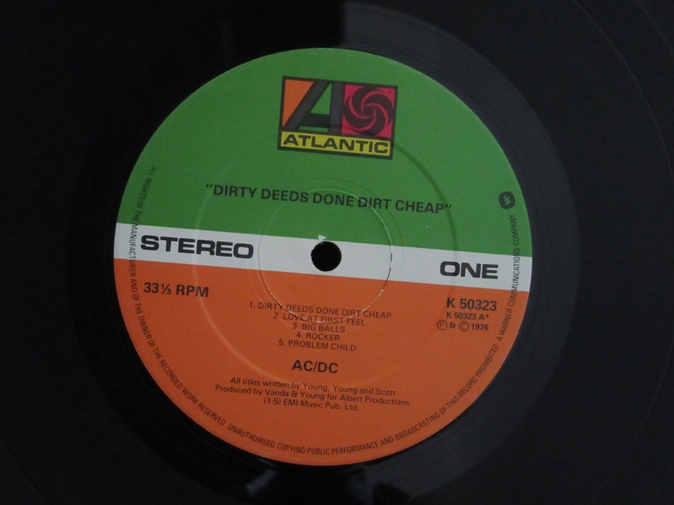 ATLANTIC
"DIRTY DEEDS DONE DIRT CHEAP"
STEREO
ONE
33⅓ RPM
K 50323
K 50323 A*
Ⓟ & © 1976
1. DIRTY DEEDS DONE DIRT CHEAP
2. LOVE AT FIRST FEEL
3. BIG BALLS
4. ROCKER
5. PROBLEM CHILD
AC/DC
All titles written by Young, Young and Scott
Produced by Vanda & Young for Albert Productions
(1-5) EMI Music Pub. Ltd.
ALL RIGHTS OF THE MANUFACTURER AND OF THE OWNER OF THE RECORDED WORK RESERVED UNAUTHORISED COPYING PUBLIC PERFORMANCE AND BROADCASTING OF THIS RECORD PROHIBITED A WARNER COMMUNICATIONS COMPANY